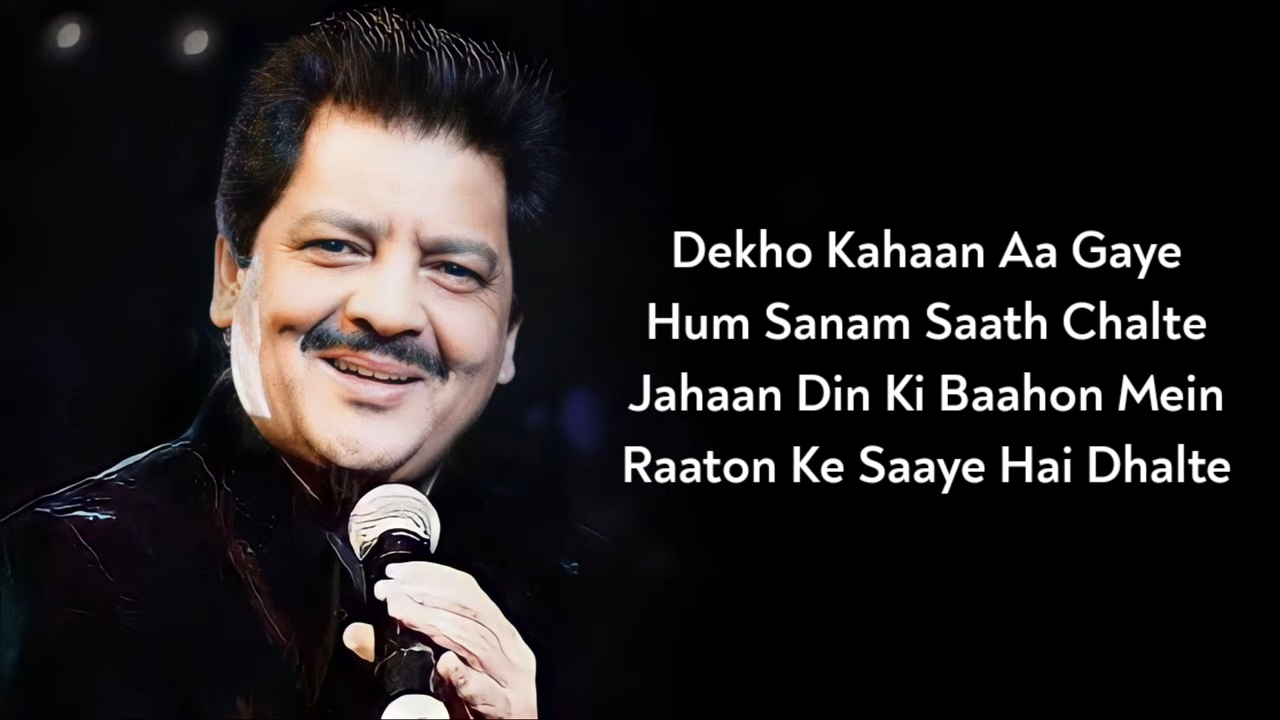 Dekho Kahaan Aa Gaye
Hum Sanam Saath Chalte
Jahaan Din Ki Baahon Mein
Raaton Ke Saaye Hai Dhalte